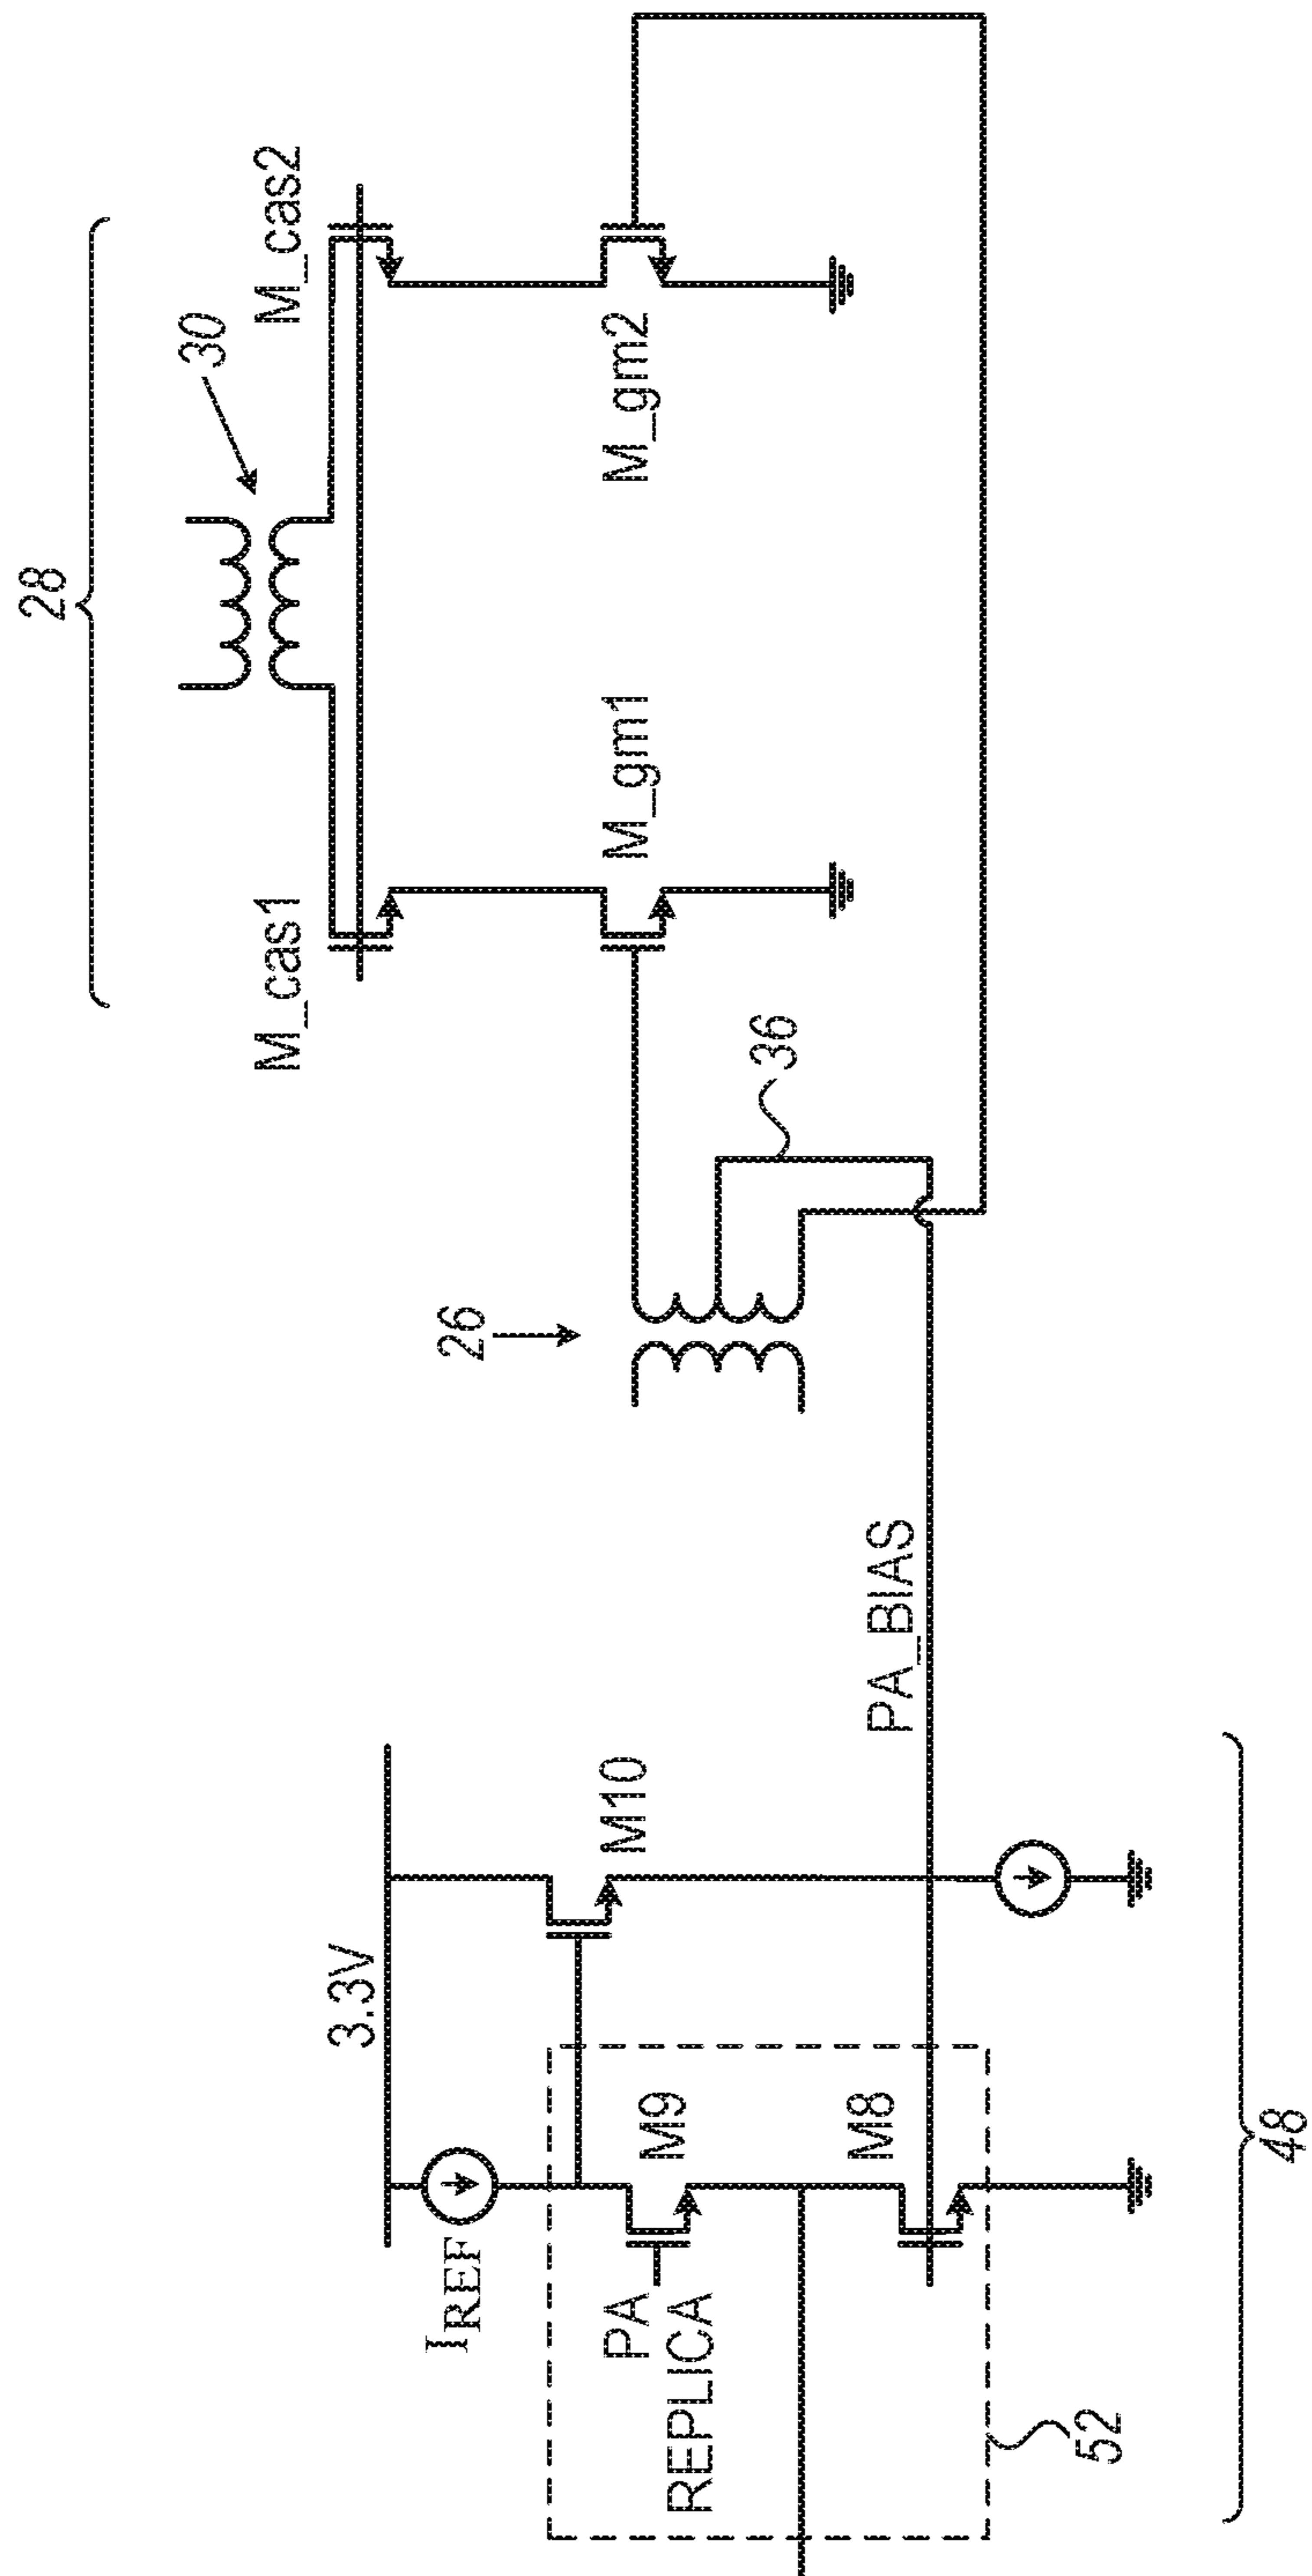 28
30
M_cas1
M_cas2
M_gm1
M_gm2
26
36
3.3V
I_REF
M10
PA
REPLICA
M9
M8
PA_BIAS
52
48